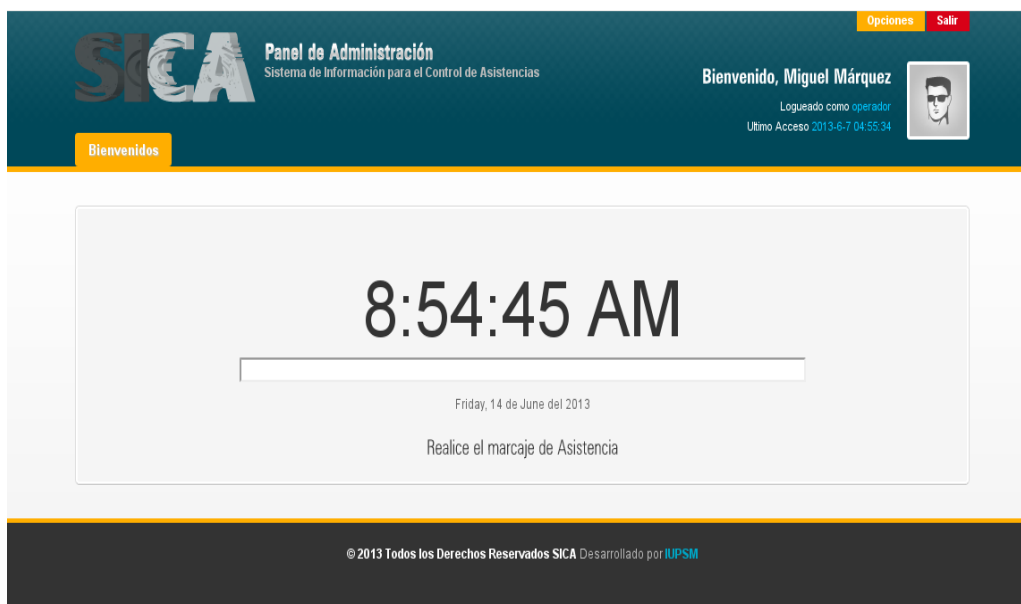 Opciones Salir
SICA
Panel de Administración
Sistema de Información para el Control de Asistencias
Bienvenido, Miguel Márquez
Logueado como operador
Ultimo Acceso 2013-6-7 04:55:34
Bienvenidos
8:54:45 AM
Friday, 14 de June del 2013
Realice el marcaje de Asistencia
© 2013 Todos los Derechos Reservados SICA Desarrollado por IUPSM